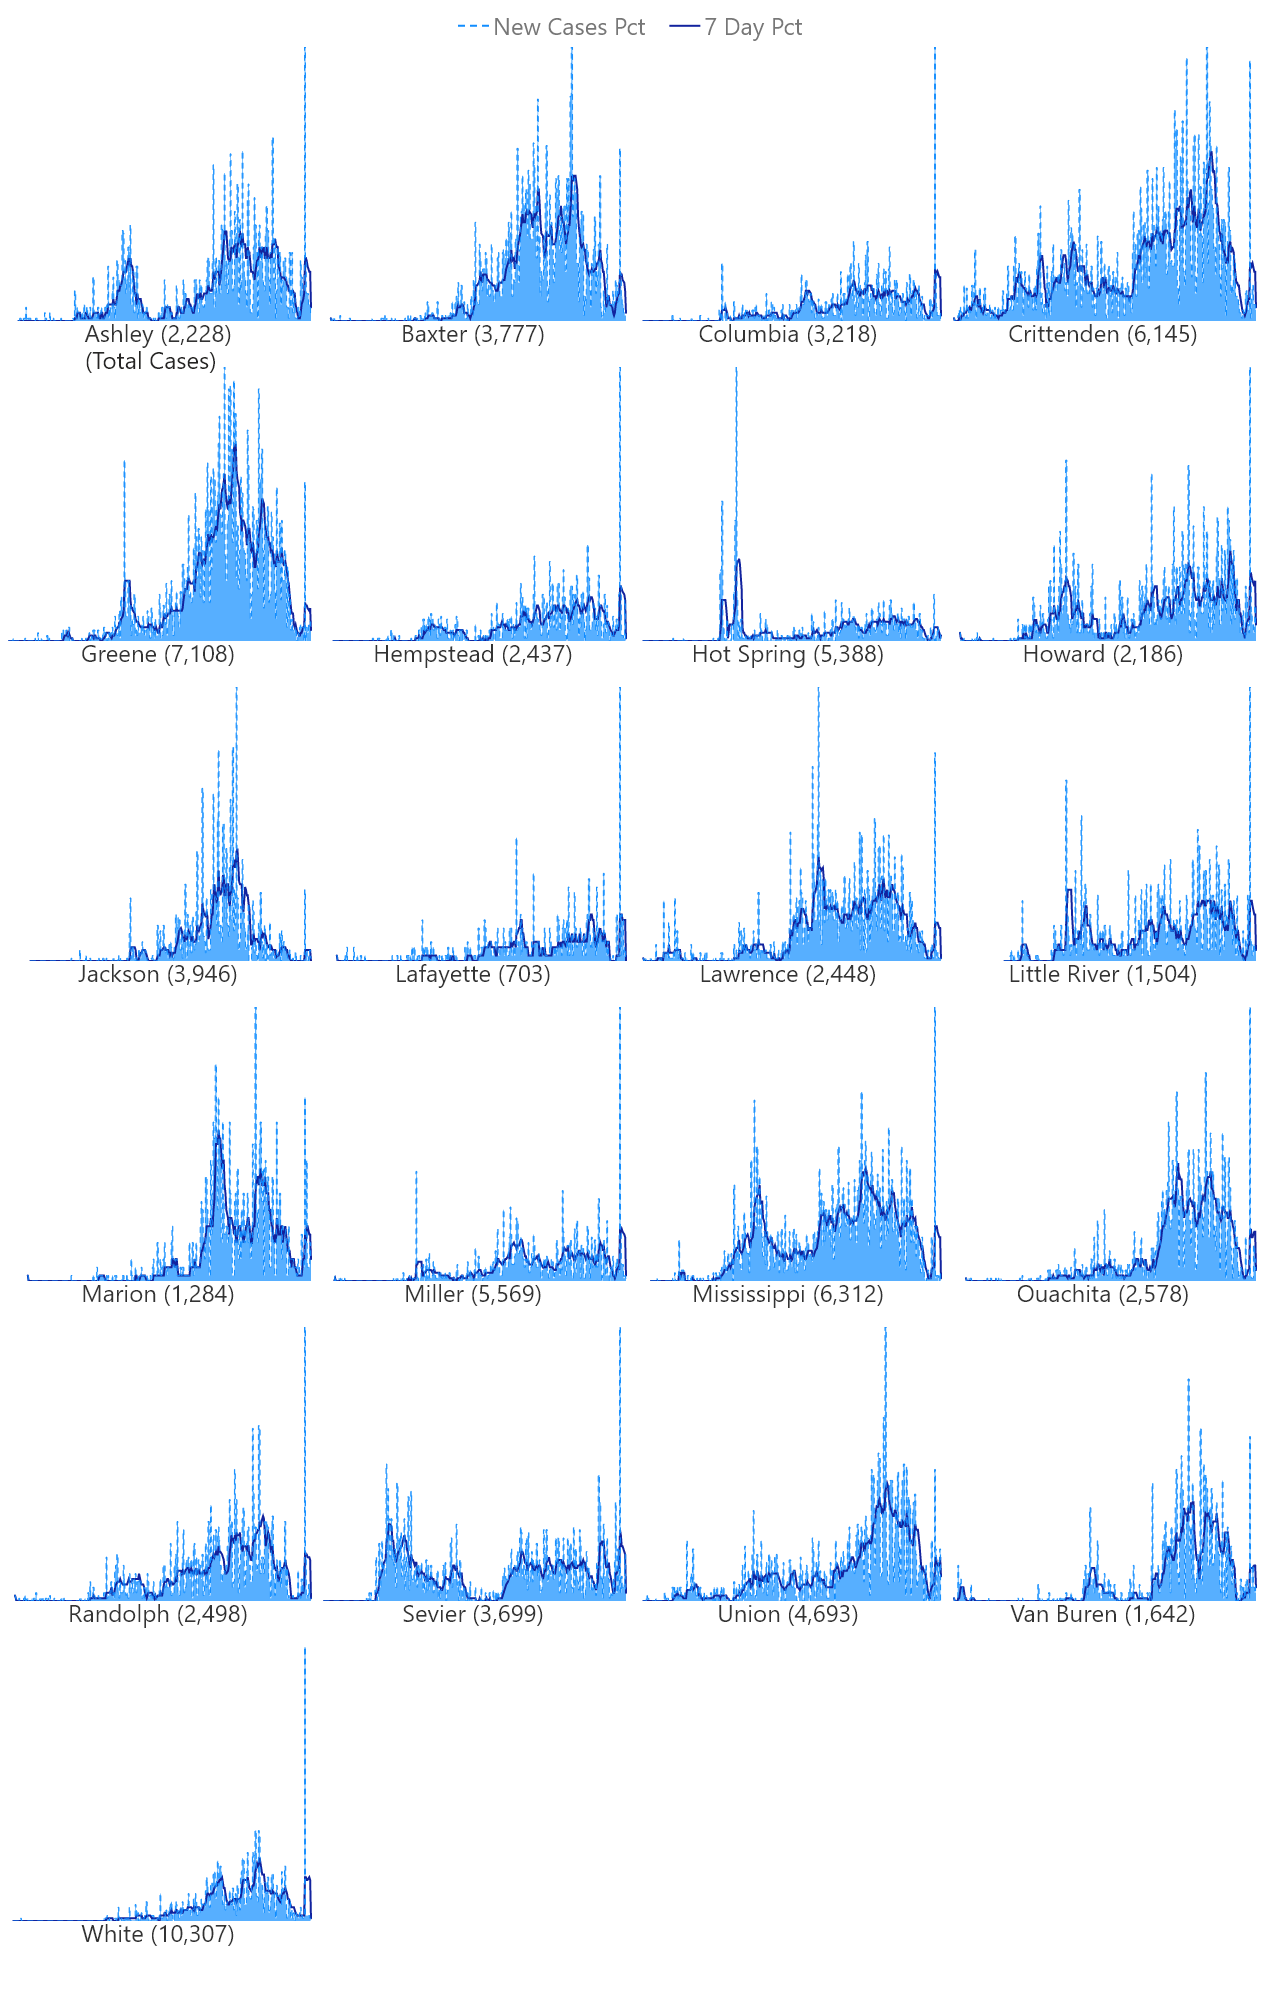 New Cases Pct 7 Day Pct
Ashley (2,228) Baxter (3,777) Columbia (3,218) Crittenden (6,145)
(Total Cases)
Greene (7,108) Hempstead (2,437) Hot Spring (5,388) Howard (2,186)
Jackson (3,946) Lafayette (703) Lawrence (2,448) Little River (1,504)
Marion (1,284) Miller (5,569) Mississippi (6,312) Ouachita (2,578)
Randolph (2,498) Sevier (3,699) Union (4,693) Van Buren (1,642)
White (10,307)